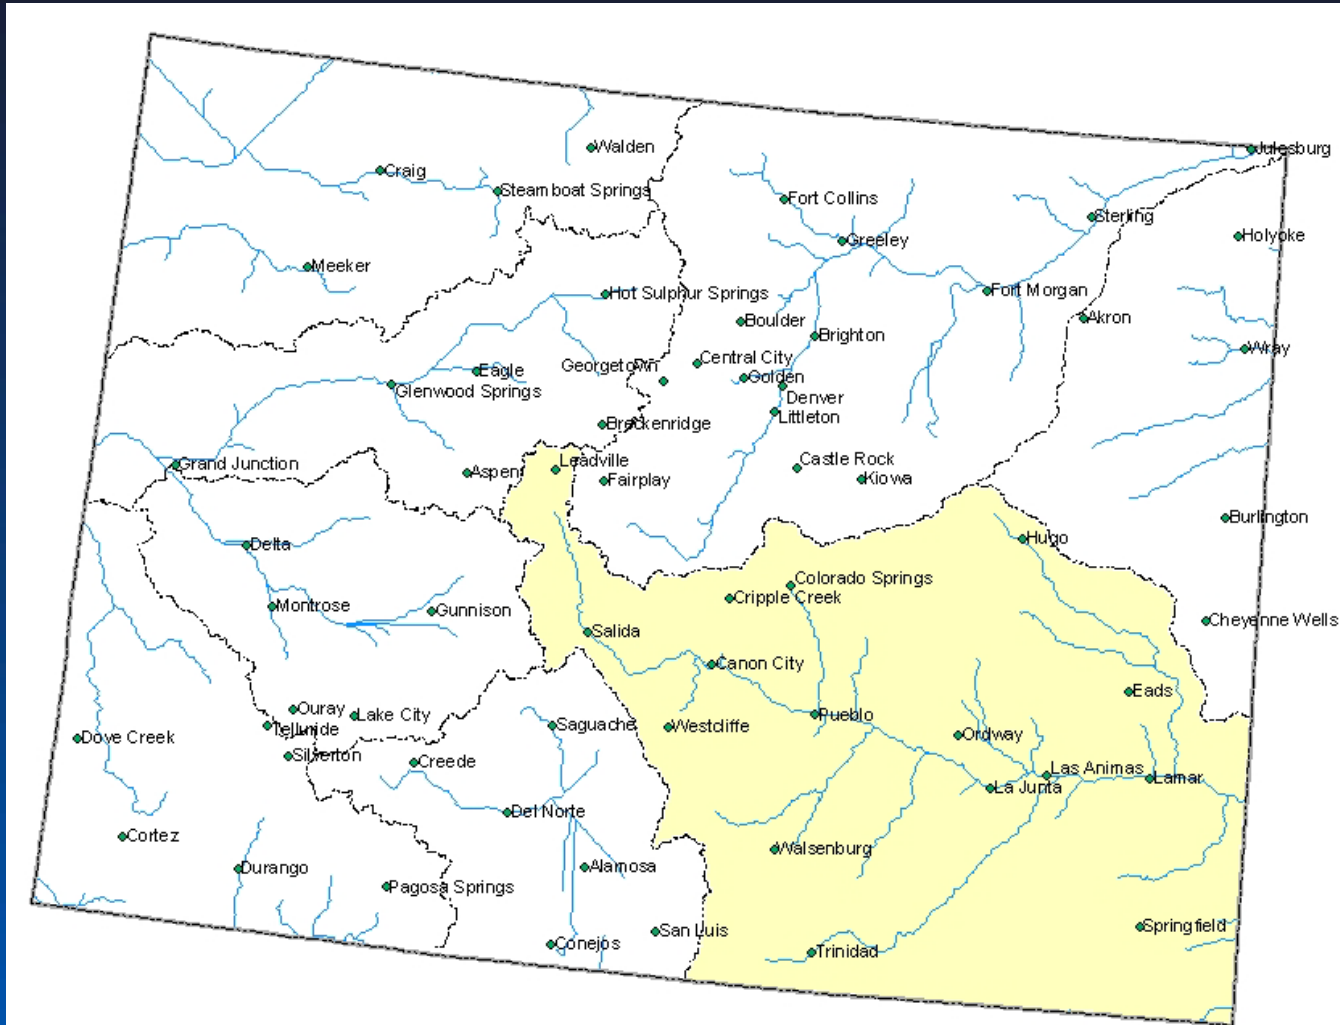 Julesburg
Walden
Craig
Steamboat Springs
Fort Collins
Sterling
Holyoke
Greeley
Meeker
Hot Sulphur Springs
Fort Morgan
Boulder
Akron
Brighton
Wray
Central City
Georgetown
Eagle
Golden
Glenwood Springs
Denver
Littleton
Breckenridge
Castle Rock
Leadville
Grand Junction
Aspen
Fairplay
Kiowa
Burlington
Hugo
Delta
Colorado Springs
Cripple Creek
Montrose
Gunnison
Cheyenne Wells
Salida
Canon City
Eads
Ouray
Lake City
Pueblo
Telluride
Saguache
Westcliffe
Ordway
Dove Creek
Silverton
Creede
Las Animas
Lamar
La Junta
Del Norte
Cortez
Walsenburg
Durango
Alamosa
Pagosa Springs
Springfield
San Luis
Conejos
Trinidad